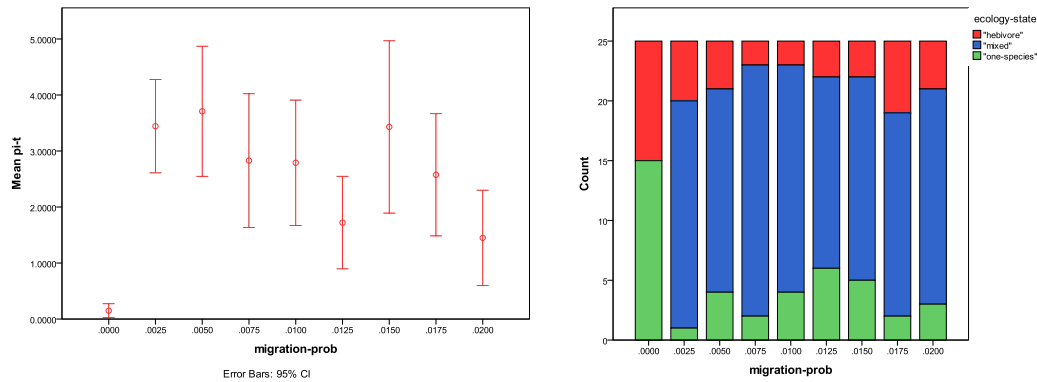 5.0000
4.0000
3.0000
2.0000
1.0000
0.0000
Mean pi-t
.0000 .0025 .0050 .0075 .0100 .0125 .0150 .0175 .0200
migration-prob
Error Bars: 95% CI
25
20
15
10
5
0
Count
.0000 .0025 .0050 .0075 .0100 .0125 .0150 .0175 .0200
migration-prob
ecology-state
"hebivore"
"mixed"
"one-species"